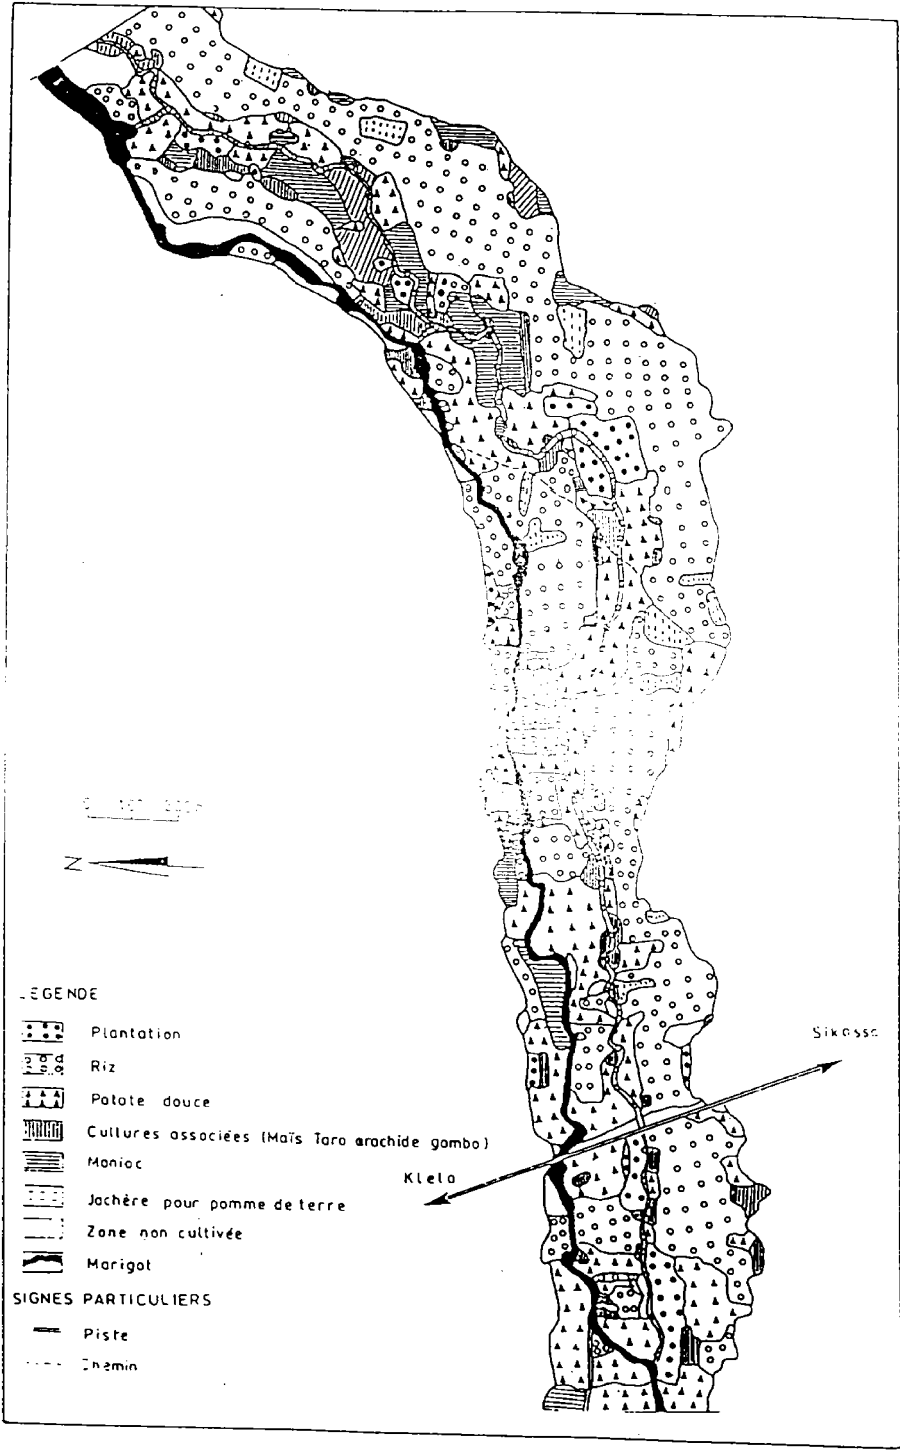 N
LEGENDE
Plantation
Riz
Patate douce
Cultures associées (Maïs Taro arachide gombo)
Manioc
Jachère pour pomme de terre
Zone non cultivée
Marigot
SIGNES PARTICULIERS
Piste
Chemin
Sikasso
Klela